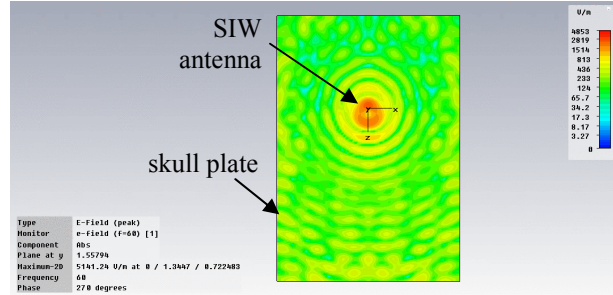 SIW
antenna
skull plate
y
x
z
V/m
4853
2819
1514
813
436
233
124
65.7
34.2
17.3
8.17
3.27
0
Type E-Field (peak)
Monitor e-field (f=60) [1]
Component Abs
Plane at y 1.55794
Maximum-2D 5141.24 V/m at 0 / 1.3447 / 0.722483
Frequency 60
Phase 270 degrees